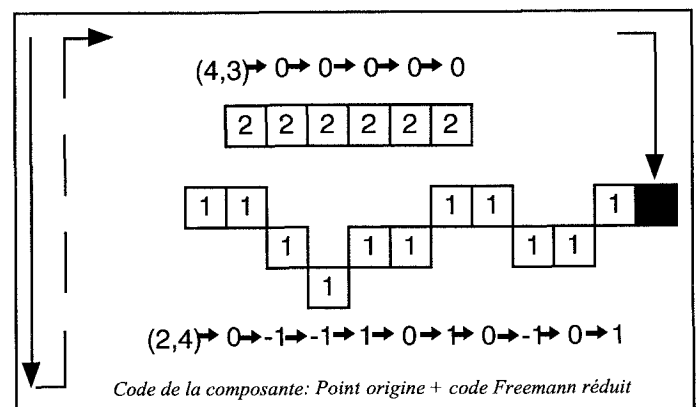 (4,3)→ 0→ 0→ 0→ 0→ 0
2 2 2 2 2 2
1 1 1 1 1
1 1 1 1 1
1
(2,4)→ 0→-1→-1→ 1→ 0→ 1→ 0→-1→ 0→ 1
Code de la composante: Point origine + code Freemann réduit